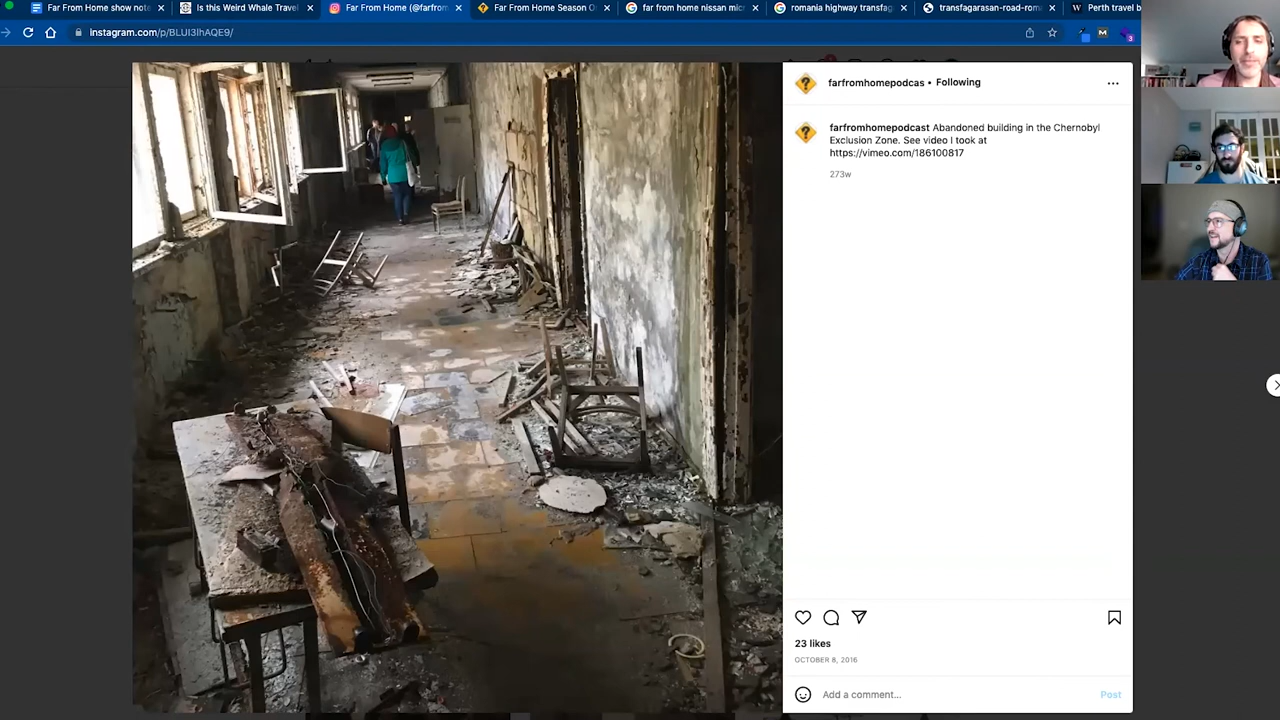 Far From Home show note
Is this Weird Whale Travel
Far From Home (@farfrom
Far From Home Season O
far from home nissan mic
romania highway transfag
transfagarasan-road-rom
Perth travel b
Instagram.com/p/BLUI3lhAQE9/
farfromhomepodcas • Following
farfromhomepodcast Abandoned building in the Chernobyl
Exclusion Zone. See video I took at
https://vimeo.com/186100817
273w
23 likes
OCTOBER 8, 2016
Add a comment...
Post